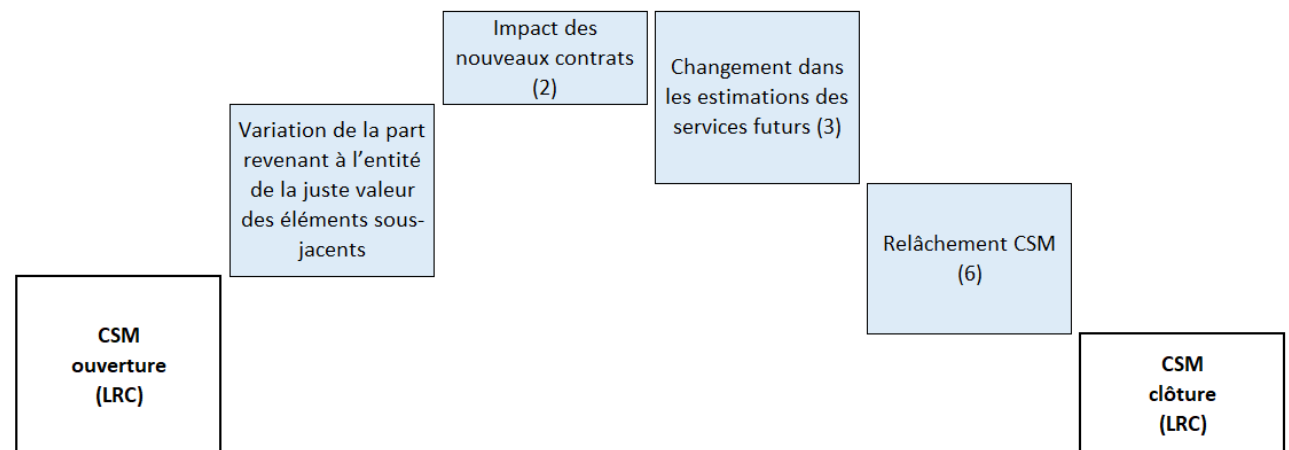 CSM
ouverture
(LRC)
Variation de la part
revenant à l’entité
de la juste valeur
des éléments sous-
jacents
Impact des
nouveaux contrats
(2)
Changement dans
les estimations des
services futurs (3)
Relâchement CSM
(6)
CSM
clôture
(LRC)